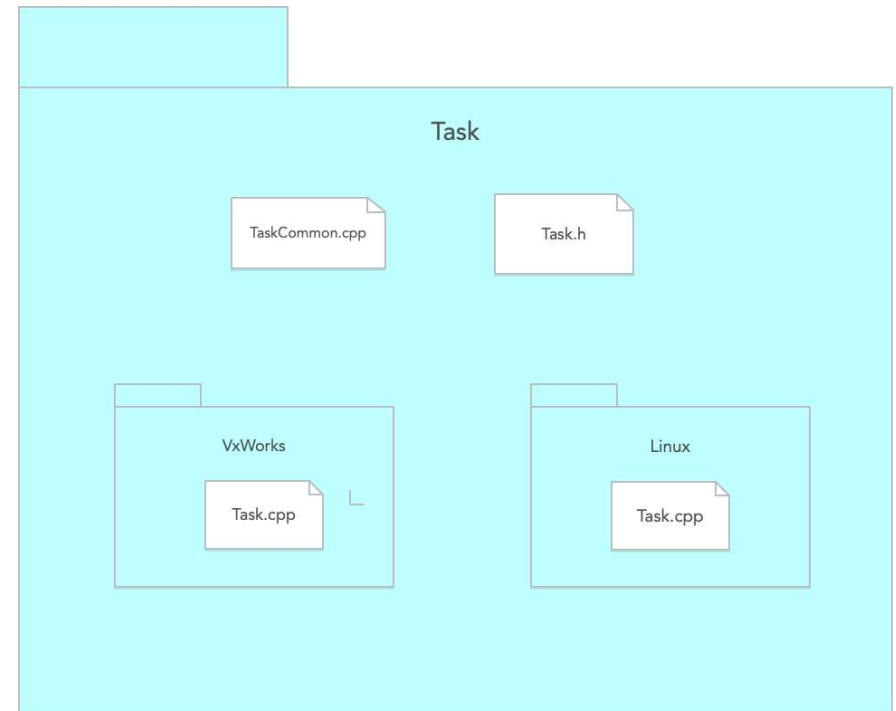 Task
TaskCommon.cpp
Task.h
VxWorks
Linux
Task.cpp
Task.cpp